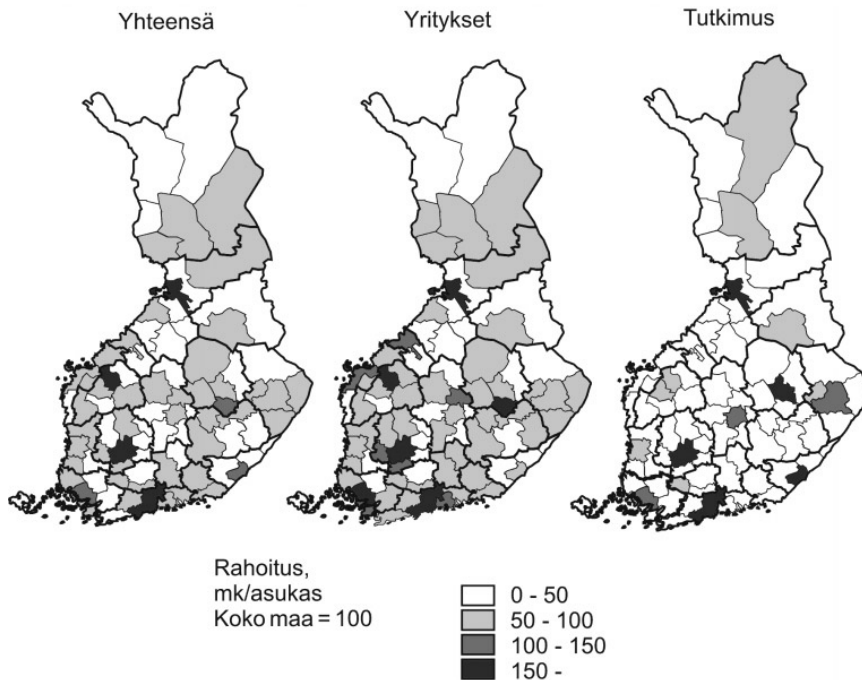 Yhteensä
Yritykset
Tutkimus
Rahoitus,
mk/asukas
Koko maa = 100
0 - 50
50 - 100
100 - 150
150 -